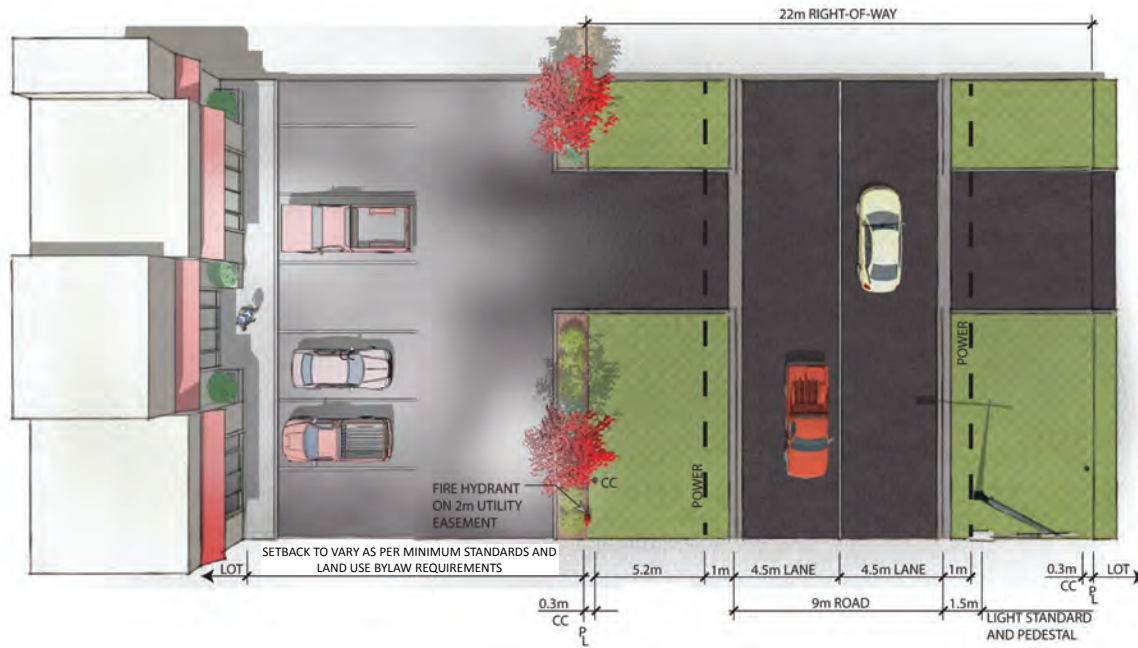 22m RIGHT-OF-WAY
POWER
POWER
CC
FIRE HYDRANT
ON 2m UTILITY
EASEMENT
SETBACK TO VARY AS PER MINIMUM STANDARDS AND
LAND USE BYLAW REQUIREMENTS
LOT
5.2m
1m
4.5m LANE
4.5m LANE
1m
0.3m
CC
P
L
LOT
0.3m
CC
P
L
9m ROAD
1.5m
LIGHT STANDARD
AND PEDESTAL